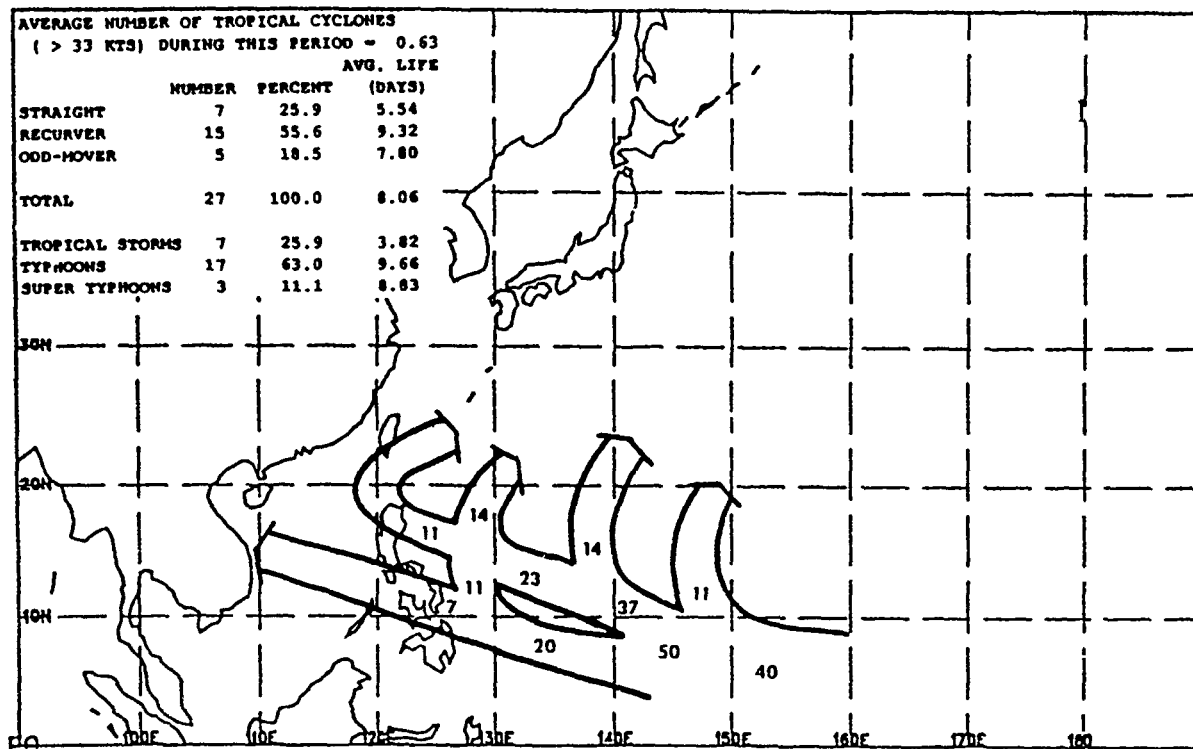 AVERAGE NUMBER OF TROPICAL CYCLONES
( > 33 KTS) DURING THIS PERIOD = 0.63
AVG. LIFE
NUMBER PERCENT (DAYS)
STRAIGHT 7 25.9 5.54
RECURVER 15 55.6 9.32
ODD-MOVER 5 18.5 7.80
TOTAL 27 100.0 8.06
TROPICAL STORMS 7 25.9 3.82
TYPHOONS 17 63.0 9.66
SUPER TYPHOONS 3 11.1 8.83
30N
20N
14
11
14
11 23
7 37 11
10N
20 50
40
100E 110E 120E 130E 140E 150E 160E 170E 180